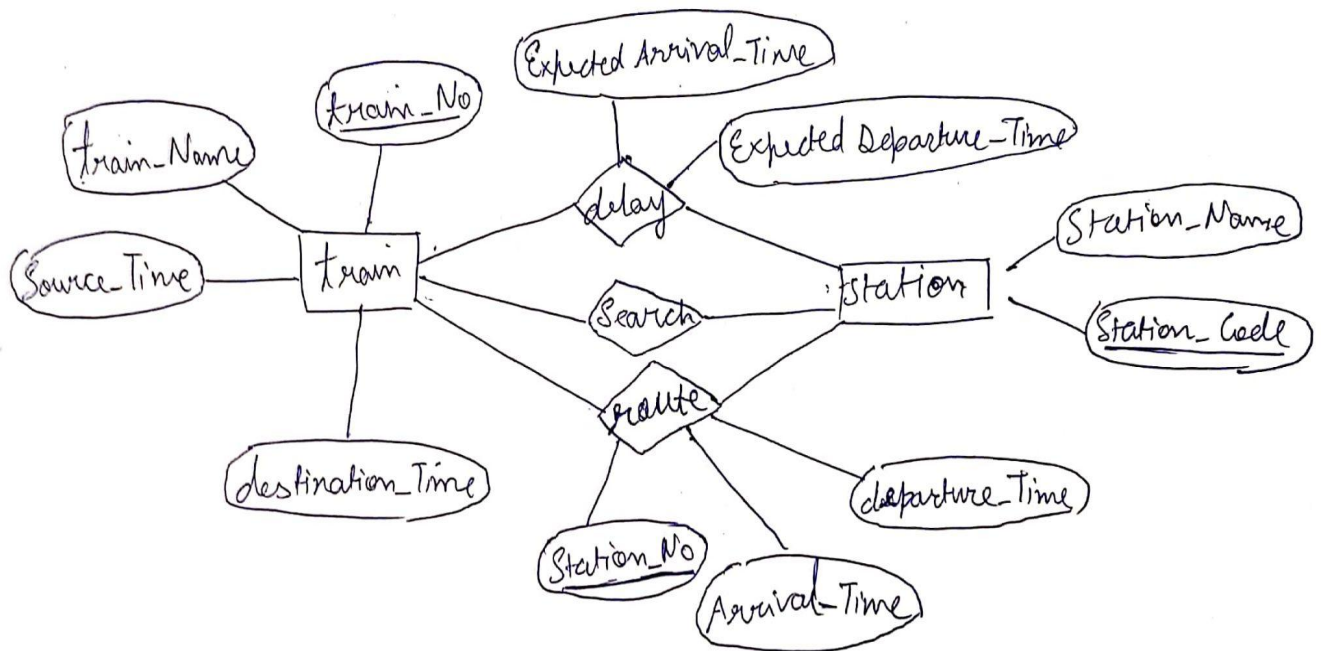 Expected Arrival_Time
train_No
Expected Departure_Time
train_Name
delay
Station_Name
Source_Time
train
station
Search
Station_Code
route
destination_Time
departure_Time
Station_No
Arrival_Time